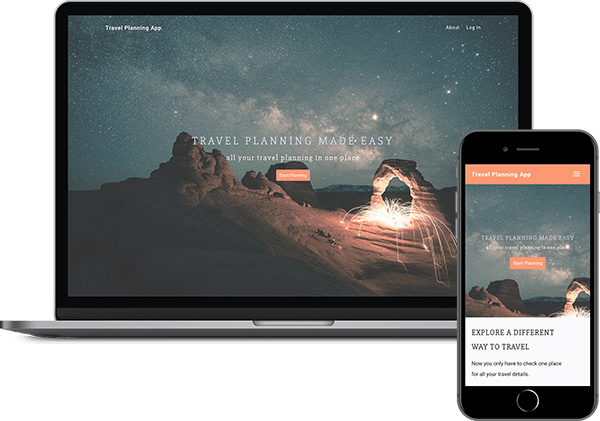 Travel Planning App
About Log in
TRAVEL PLANNING MADE EASY
all your travel planning in one place
Start Planning
Travel Planning App
TRAVEL PLANNING MADE EASY
all your travel planning in one place
Start Planning
EXPLORE A DIFFERENT
WAY TO TRAVEL
Now you only have to check one place
for all your travel details.